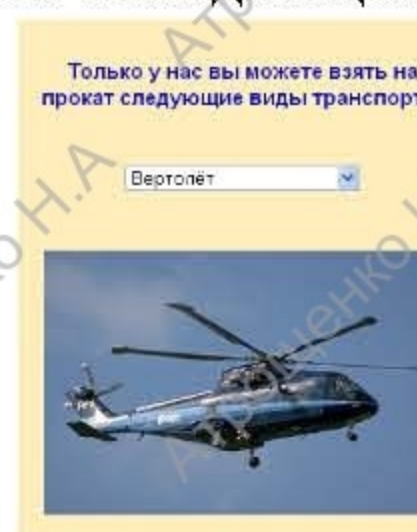 Только у нас вы можете взять на
прокат следующие виды транспорт
Вертолёт